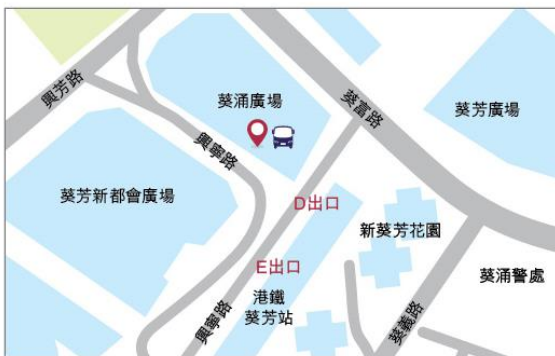 興芳路
葵涌廣場
葵富路
葵芳廣場
興寧路
葵芳新都會廣場
D出口
新葵芳花園
E出口
葵涌警處
港鐵
葵芳站
興寧路
葵義路